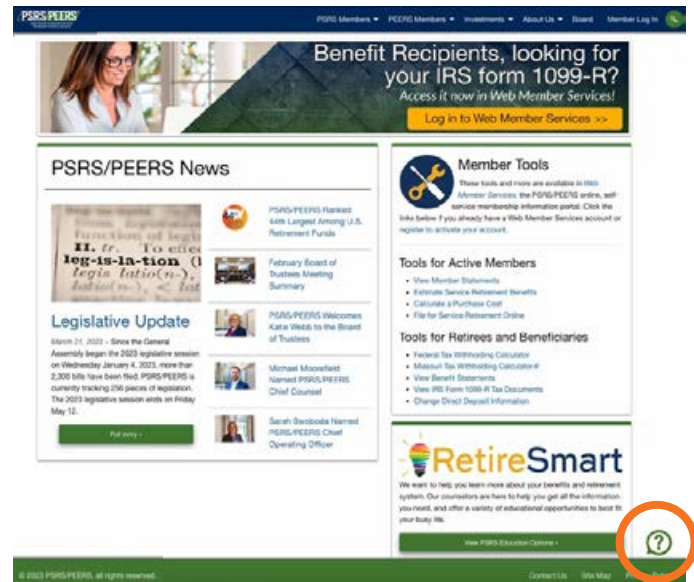 PSRS/PEERS
PSRS Members PEERS Members Investments About Us Board Member Log In
Benefit Recipients, looking for
your IRS form 1099-R?
Access it now in Web Member Services!
Log in to Web Member Services >>
PSRS/PEERS News
II. tr. To effec
leg·is·la·tion (l
legis latio(n-),
latio(n-), < lat
Legislative Update
March 21, 2023 – Since the General
Assembly began the 2023 legislative session
on Wednesday January 4, 2023, more than
2,300 bills have been filed. PSRS/PEERS is
currently tracking 256 pieces of legislation.
The 2023 legislative session ends on Friday
May 12.
Full story »
PSRS/PEERS Ranked
44th Largest Among U.S.
Retirement Funds
February Board of
Trustees Meeting
Summary
PSRS/PEERS Welcomes
Katie Webb to the Board
of Trustees
Michael Moorefield
Named PSRS/PEERS
Chief Counsel
Sarah Swoboda Named
PSRS/PEERS Chief
Operating Officer
Member Tools
These tools and more are available in Web
Member Services, the PSRS/PEERS online, self-
service membership information portal. Click the
links below if you already have a Web Member Services account or
register to activate your account.
Tools for Active Members
• View Member Statements
• Estimate Service Retirement Benefits
• Calculate a Purchase Cost
• File for Service Retirement Online
Tools for Retirees and Beneficiaries
• Federal Tax Withholding Calculator
• Missouri Tax Withholding Calculator
• View Benefit Statements
• View IRS Form 1099-R Tax Documents
• Change Direct Deposit Information
RetireSmart
We want to help you learn more about your benefits and retirement
system. Our counselors are here to help you get all the information
you need, and offer a variety of educational opportunities to best fit
your busy life.
View PSRS Education Options »
?
© 2023 PSRS/PEERS, all rights reserved.
Contact Us Site Map